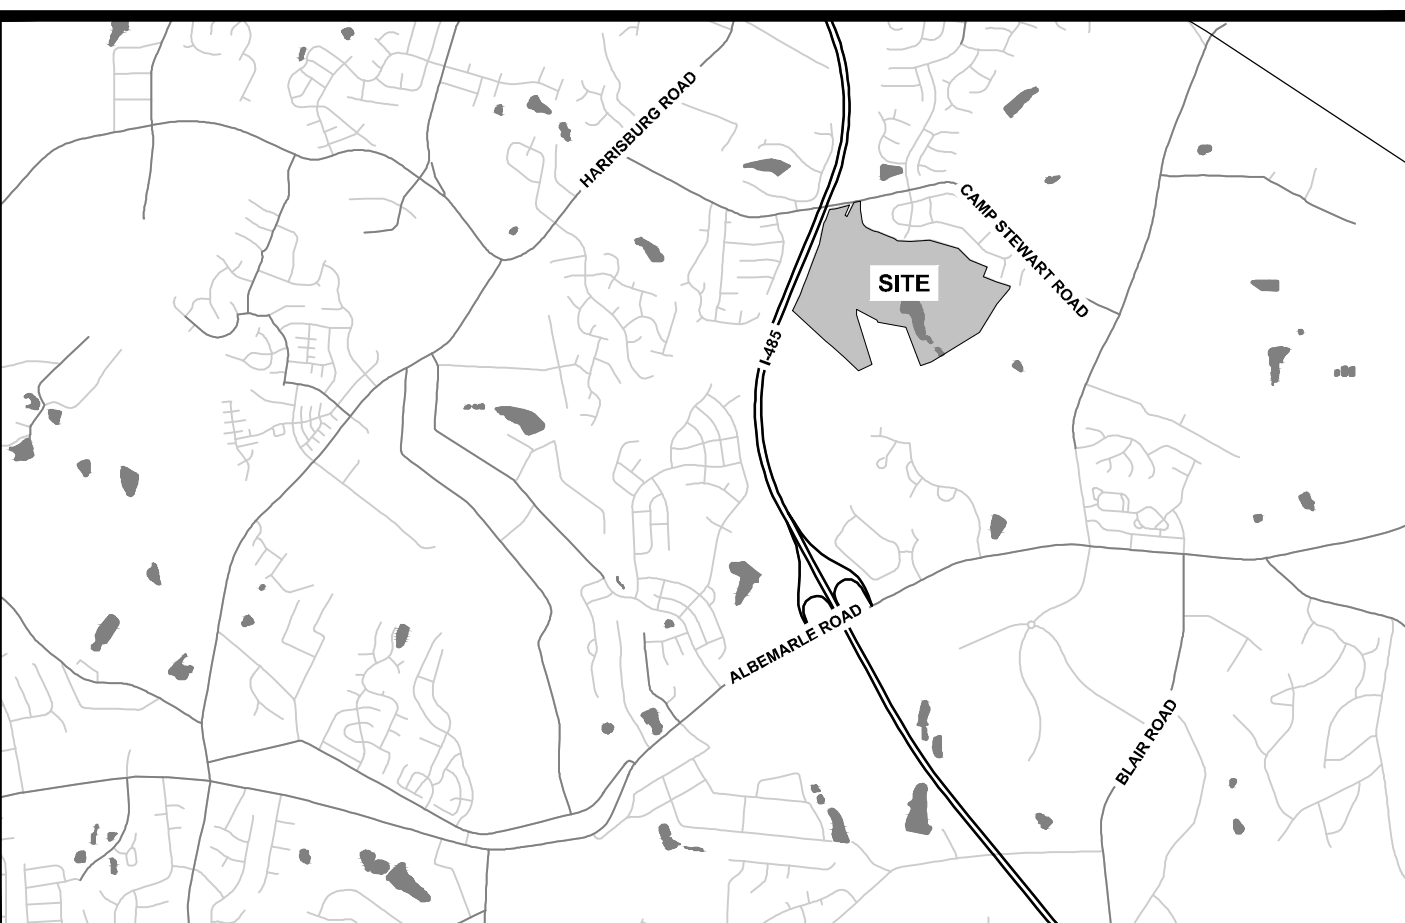 HARRISBURG ROAD
CAMP STEWART ROAD
SITE
I-485
ALBEMARLE ROAD
BLAIR ROAD